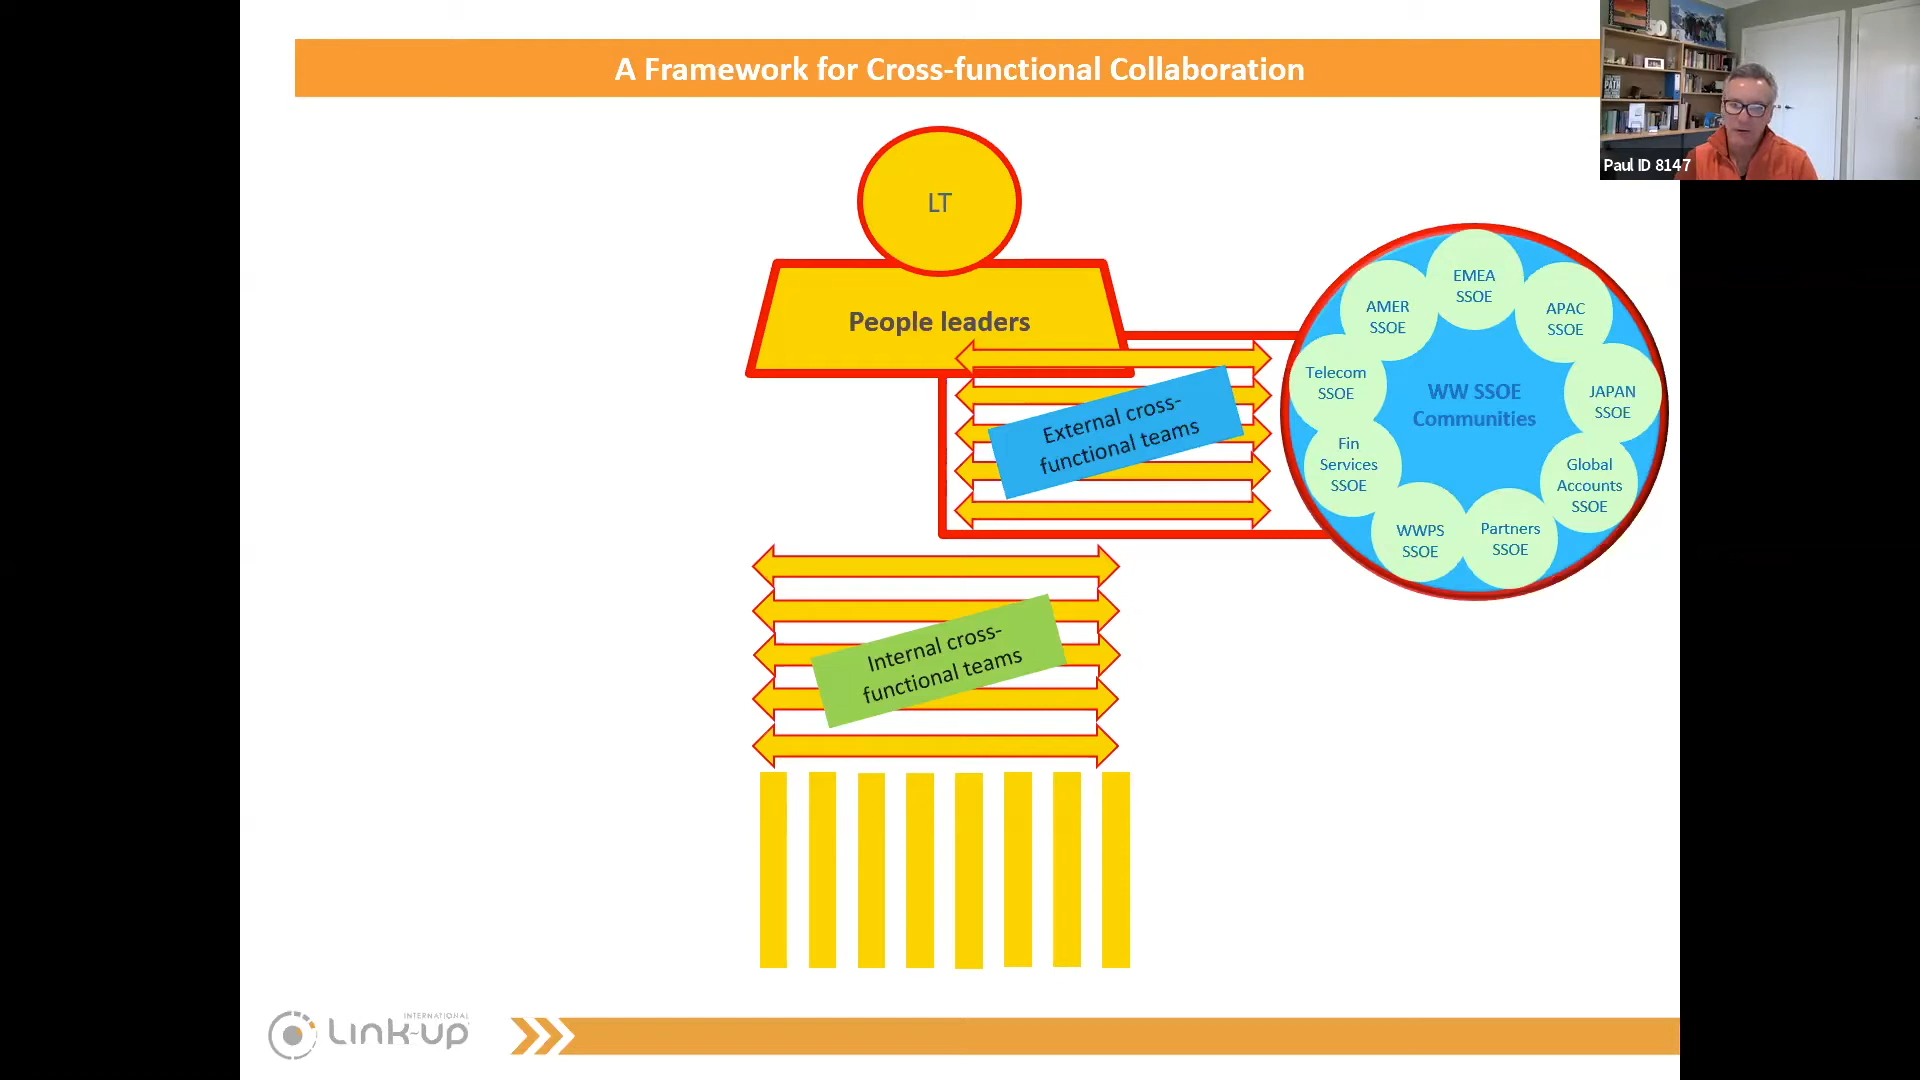 A Framework for Cross-functional Collaboration
Paul ID 8147
LT
People leaders
External cross-
functional teams
Internal cross-
functional teams
EMEA
SSOE
AMER
SSOE
APAC
SSOE
Telecom
SSOE
JAPAN
SSOE
WW SSOE
Communities
Fin
Services
SSOE
Global
Accounts
SSOE
WWPS
SSOE
Partners
SSOE
INTERNATIONAL
Link-up